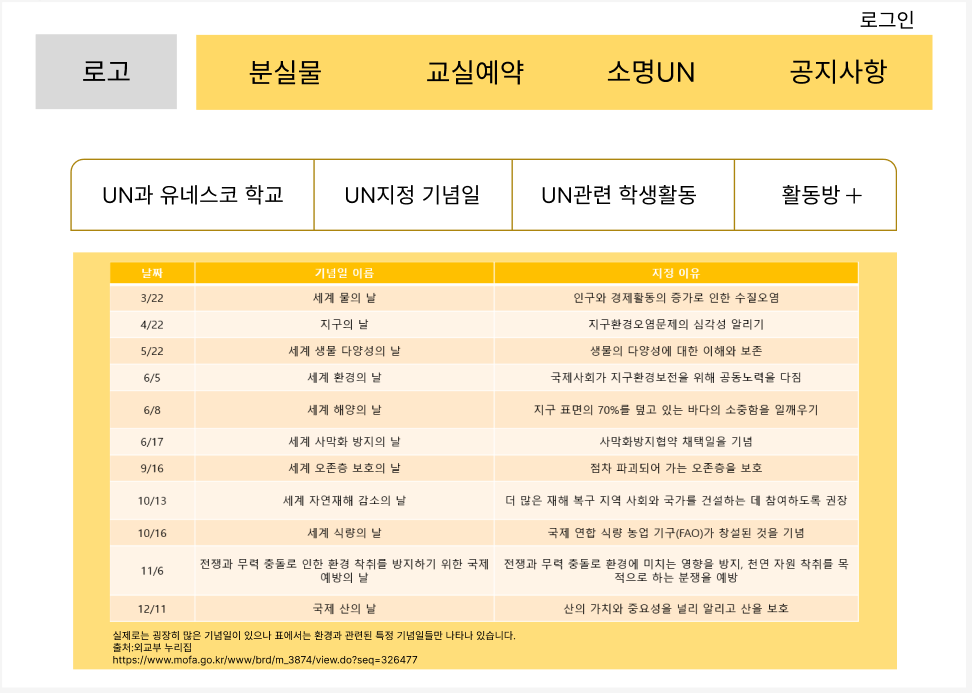 로그인
로고
분실물 교실예약 소명UN 공지사항
UN과 유네스코 학교 UN지정 기념일 UN관련 학생활동 활동방 +
날짜 기념일 이름 지정 이유
3/22 세계 물의 날 인구와 경제활동의 증가로 인한 수질오염
4/22 지구의 날 지구환경오염문제의 심각성 알리기
5/22 세계 생물 다양성의 날 생물의 다양성에 대한 이해와 보존
6/5 세계 환경의 날 국제사회가 지구환경보전을 위해 공동노력을 다짐
6/8 세계 해양의 날 지구 표면의 70%를 덮고 있는 바다의 소중함을 일깨우기
6/17 세계 사막화 방지의 날 사막화방지협약 채택일을 기념
9/16 세계 오존층 보호의 날 점차 파괴되어 가는 오존층을 보호
10/13 세계 자연재해 감소의 날 더 많은 재해 복구 지역 사회와 국가를 건설하는 데 참여하도록 권장
10/16 세계 식량의 날 국제 연합 식량 농업 기구(FAO)가 창설된 것을 기념
11/6 전쟁과 무력 충돌로 인한 환경 착취를 방지하기 위한 국제
예방의 날
전쟁과 무력 충돌로 환경에 미치는 영향을 방지, 천연 자원 착취를 목
적으로 하는 분쟁을 예방
12/11 국제 산의 날 산의 가치와 중요성을 널리 알리고 산을 보호
실제로는 굉장히 많은 기념일이 있으나 표에서는 환경과 관련된 특정 기념일들만 나타나 있습니다.
출처:외교부 누리집
https://www.mofa.go.kr/www/brd/m_3874/view.do?seq=326477